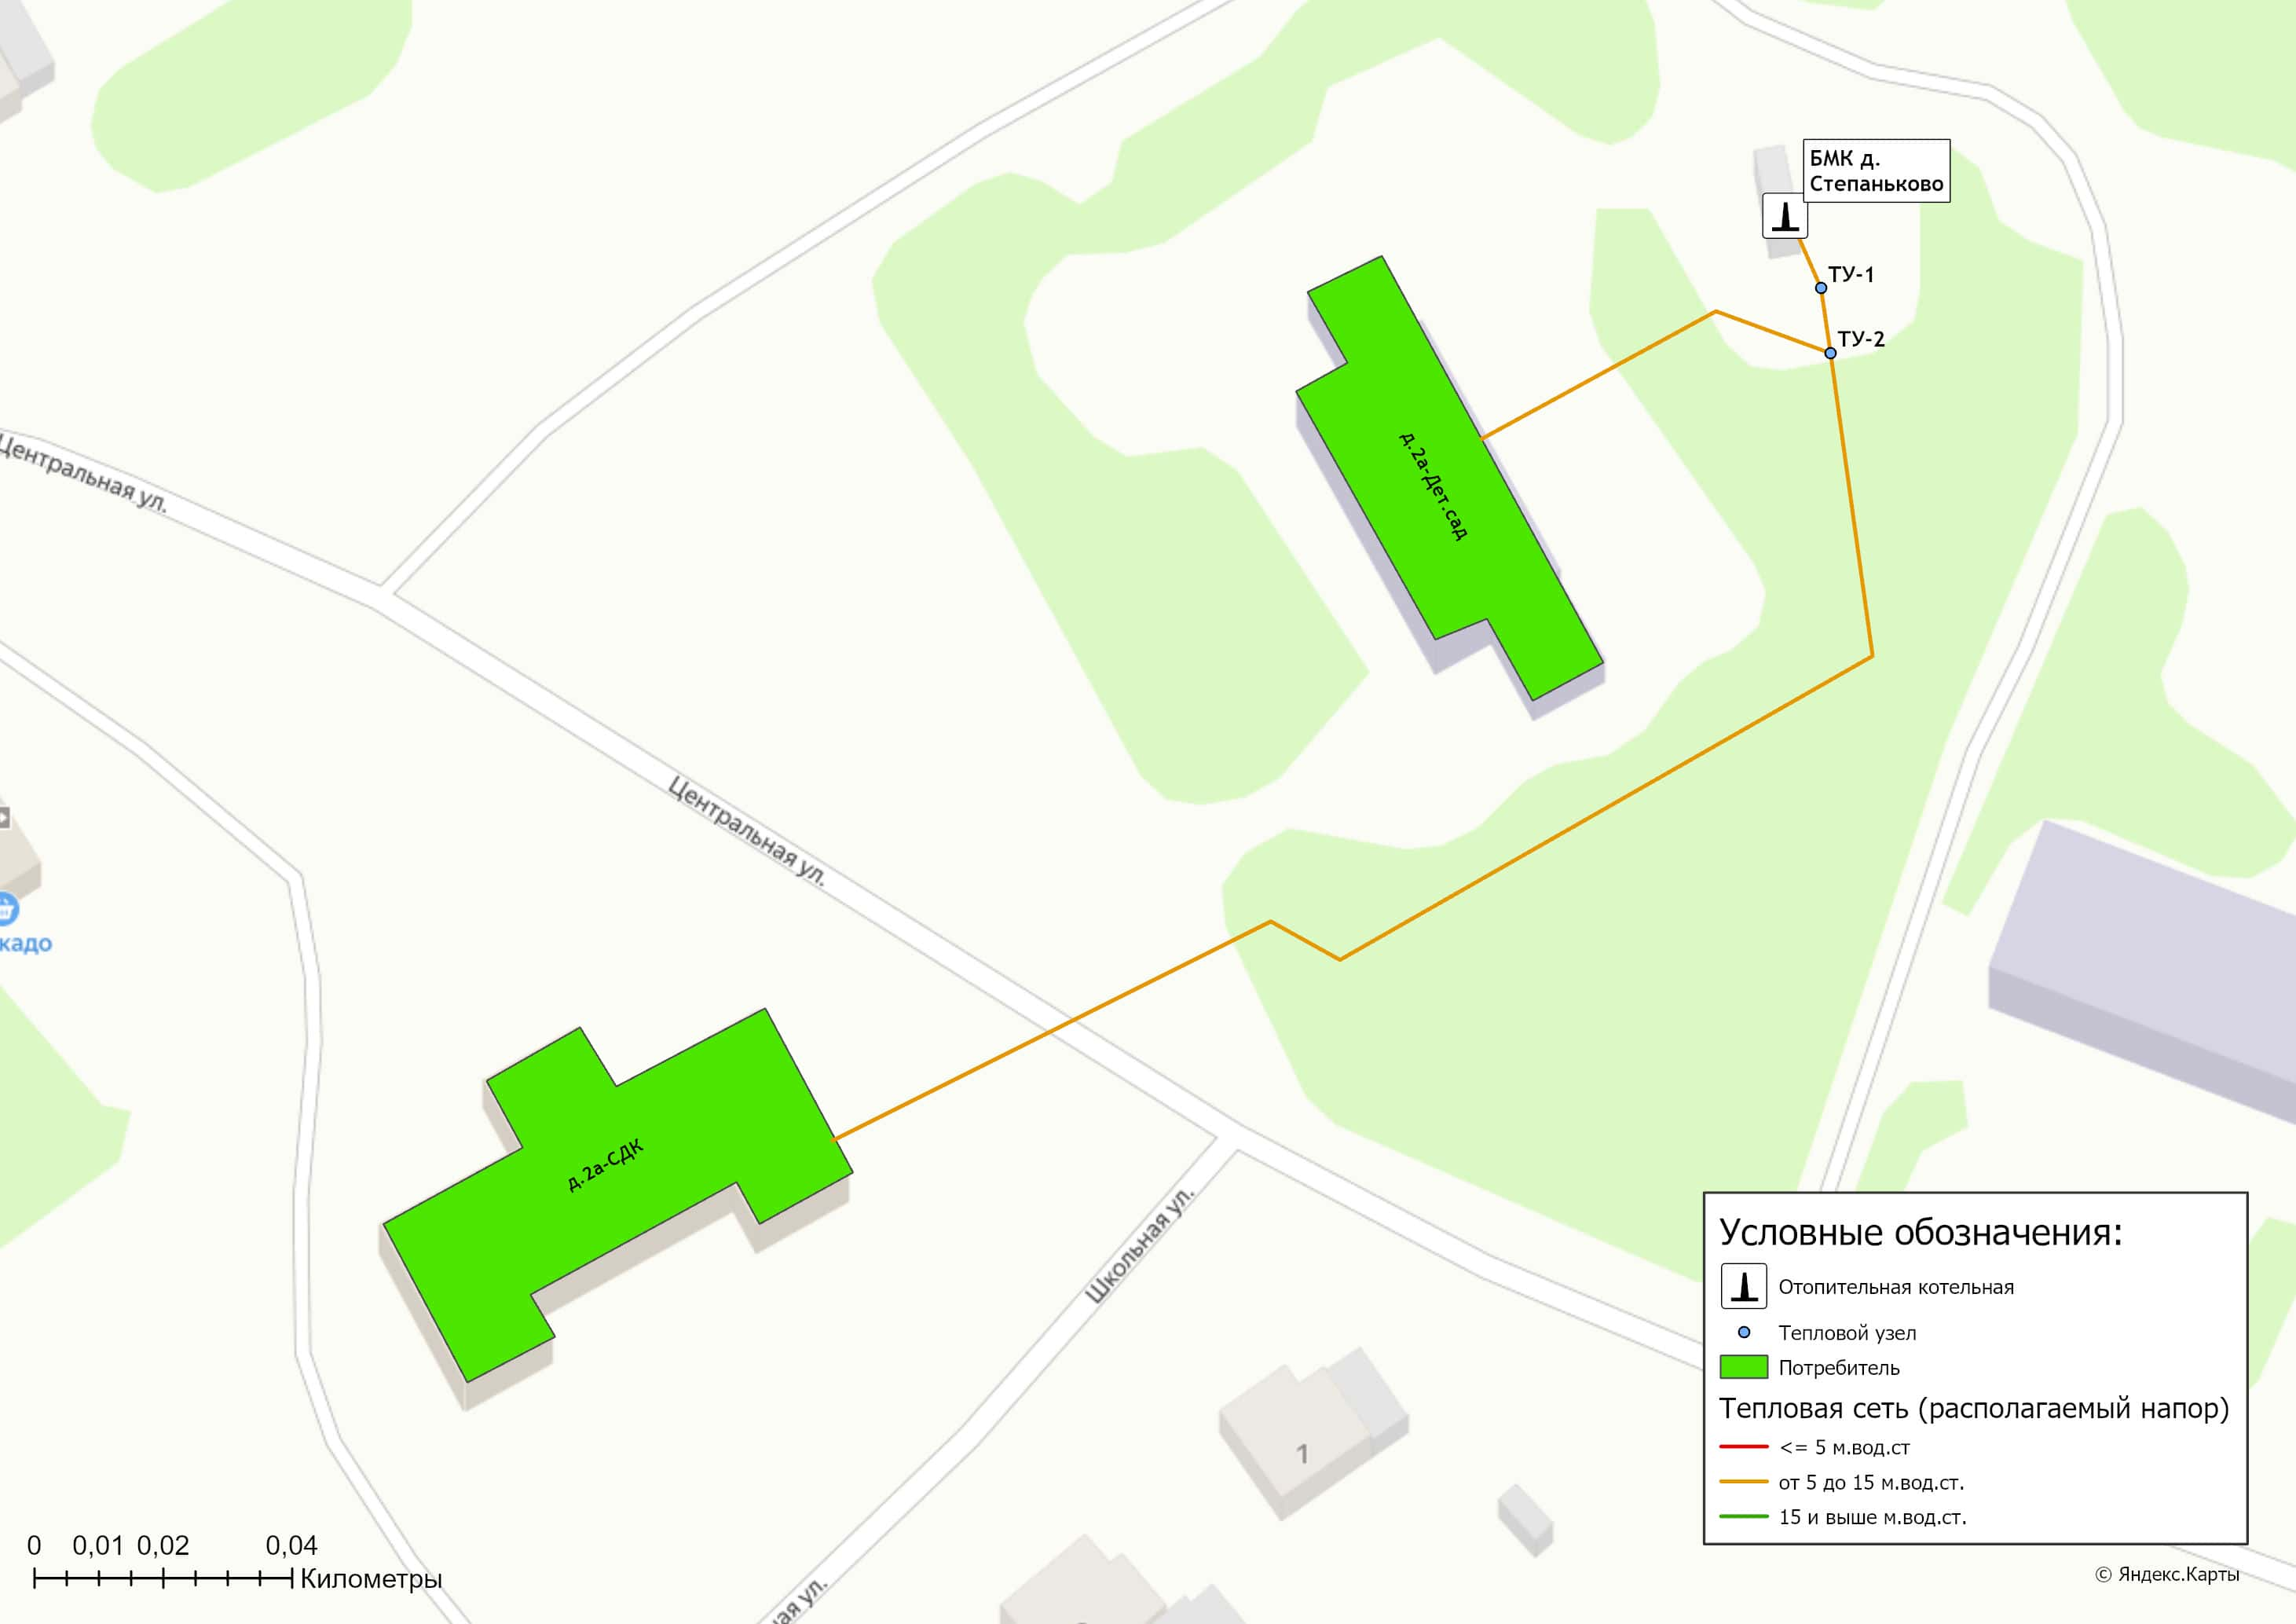 БМК д.
Степаньково
ТУ-1
ТУ-2
д.2а-Дет.сад
Центральная ул.
Центральная ул.
кадо
д.2а-СДК
Школьная ул.
1
ная ул.
Условные обозначения:
Отопительная котельная
Тепловой узел
Потребитель
Тепловая сеть (располагаемый напор)
<= 5 м.вод.ст
от 5 до 15 м.вод.ст.
15 и выше м.вод.ст.
0 0,01 0,02 0,04
Километры
© Яндекс.Карты